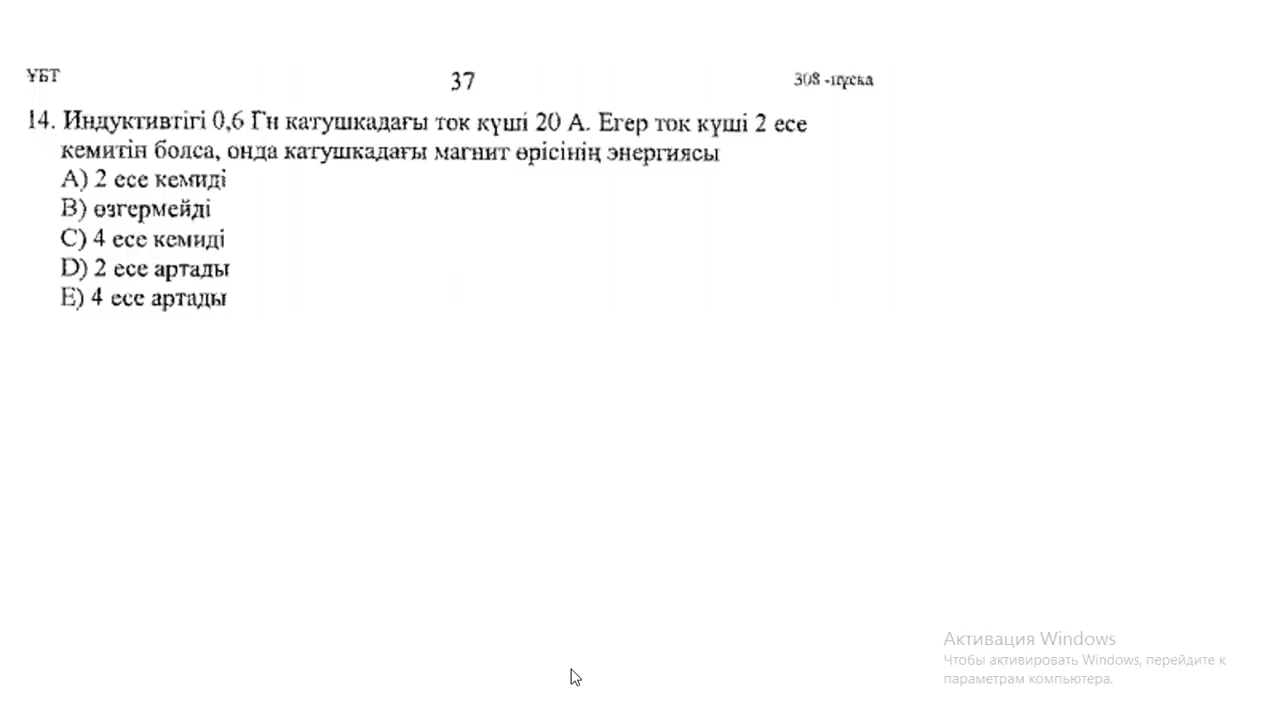 ҰБТ
37
308 -нұсқа
14. Индуктивтігі 0,6 Гн катушкадағы ток күші 20 А. Егер ток күші 2 есе
кемитін болса, онда катушкадағы магнит өрісінің энергиясы
A) 2 есе кемиді
B) өзгермейді
C) 4 есе кемиді
D) 2 есе артады
E) 4 есе артады
Активация Windows
Чтобы активировать Windows, перейдите к
параметрам компьютера.